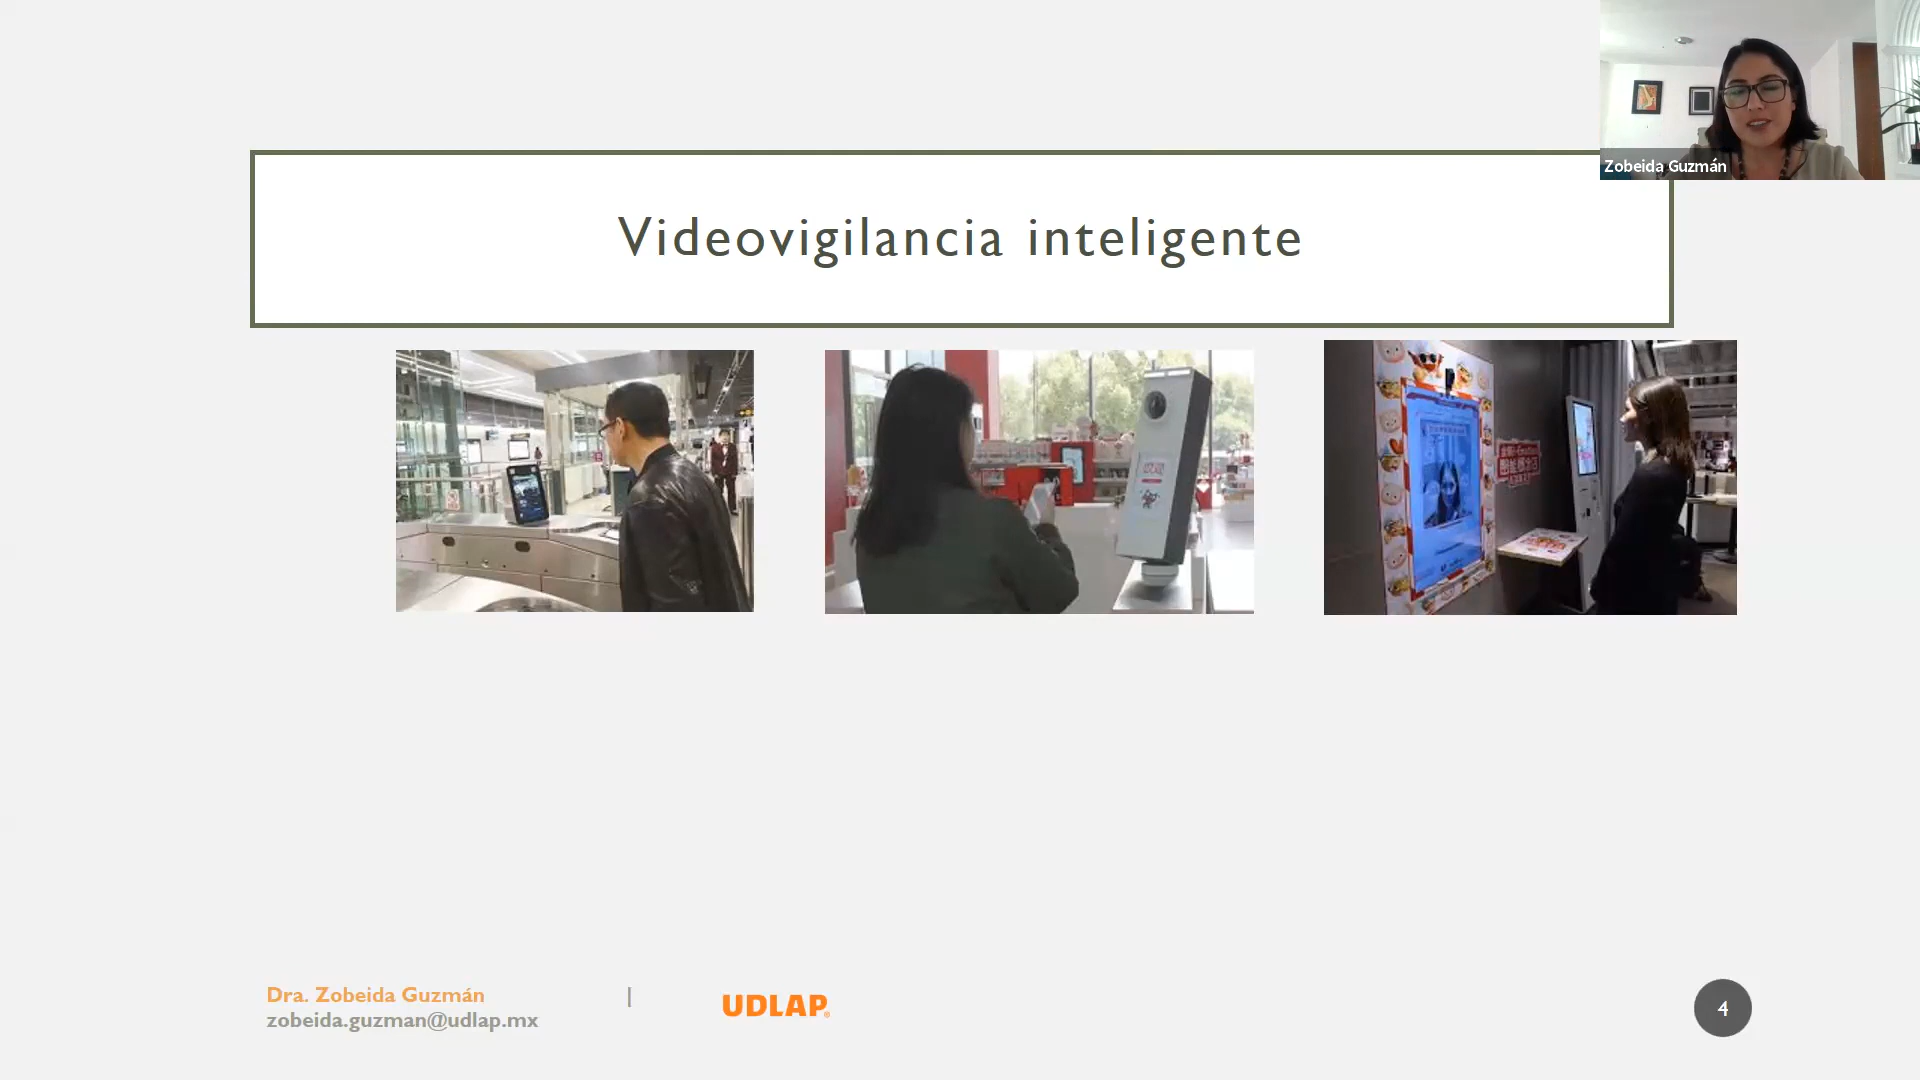 Zobeida Guzmán
Videovigilancia inteligente
Dra. Zobeida Guzmán
|
zobeida.guzman@udlap.mx
UDLAP®
4